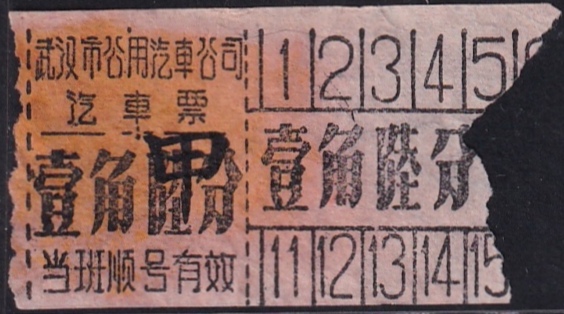 武汉市公用汽車公司
汽車票
壹角陸分
甲
当班顺号有效
1 2 3 4 5
壹角陸分
11 12 13 14 15